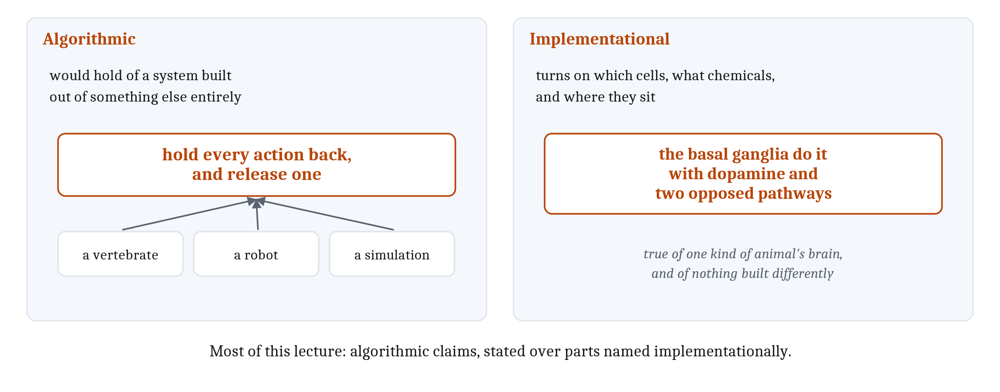 Algorithmic
would hold of a system built
out of something else entirely
hold every action back,
and release one
a vertebrate
a robot
a simulation
Implementational
turns on which cells, what chemicals,
and where they sit
the basal ganglia do it
with dopamine and
two opposed pathways
true of one kind of animal's brain,
and of nothing built differently
Most of this lecture: algorithmic claims, stated over parts named implementationally.